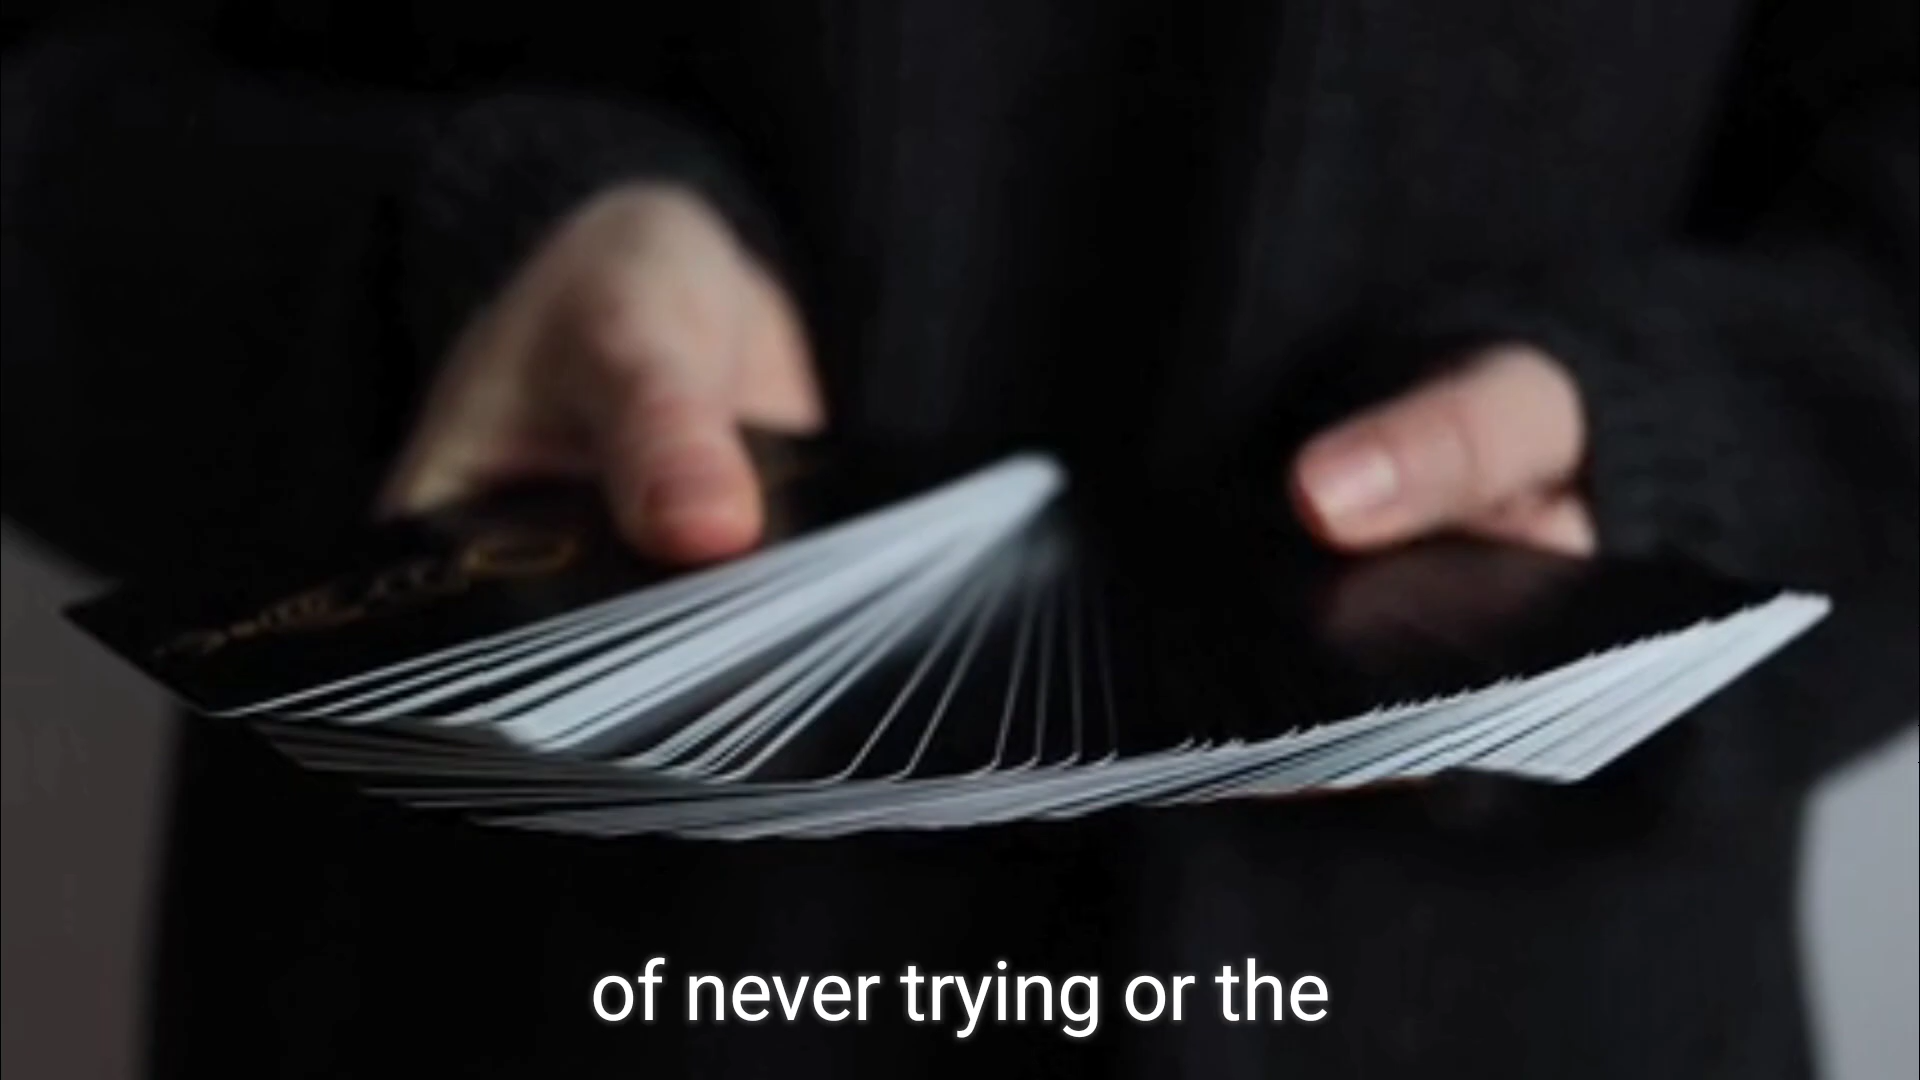 of never trying or the